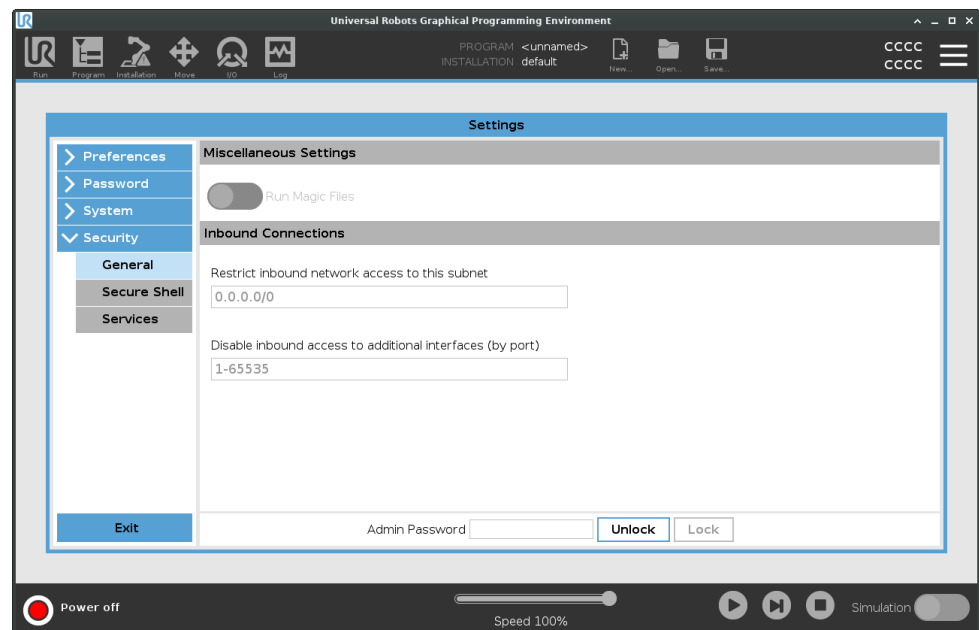 UR
Universal Robots Graphical Programming Environment
UR
Run
Program
Installation
Move
I/O
Log
PROGRAM <unnamed>
INSTALLATION default
New...
Open...
Save...
CCCC
CCCC
Settings
Preferences
Password
System
Security
General
Secure Shell
Services
Exit
Miscellaneous Settings
Run Magic Files
Inbound Connections
Restrict inbound network access to this subnet
0.0.0.0/0
Disable inbound access to additional interfaces (by port)
1-65535
Admin Password
Unlock
Lock
Power off
Speed 100%
Simulation